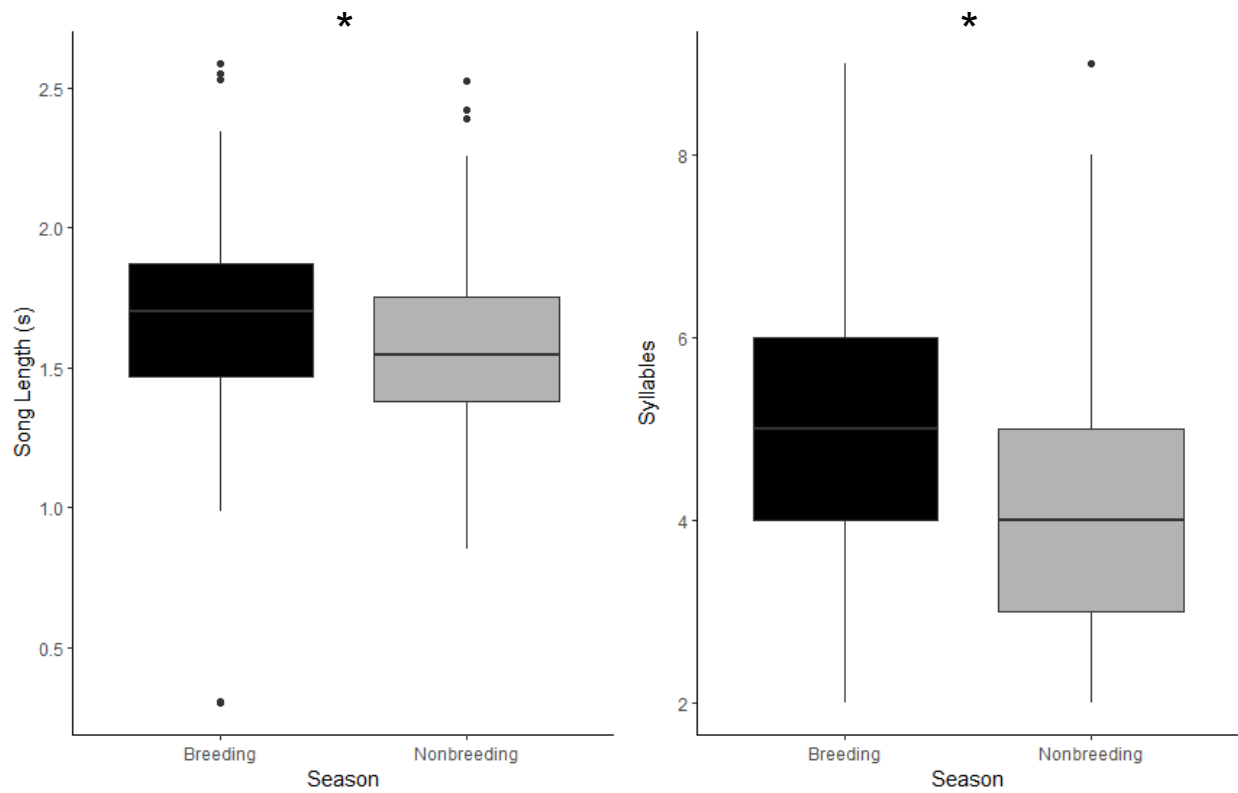 *
Song Length (s)
2.5
2.0
1.5
1.0
0.5
Breeding Nonbreeding
Season
*
Syllables
8
6
4
2
Breeding Nonbreeding
Season